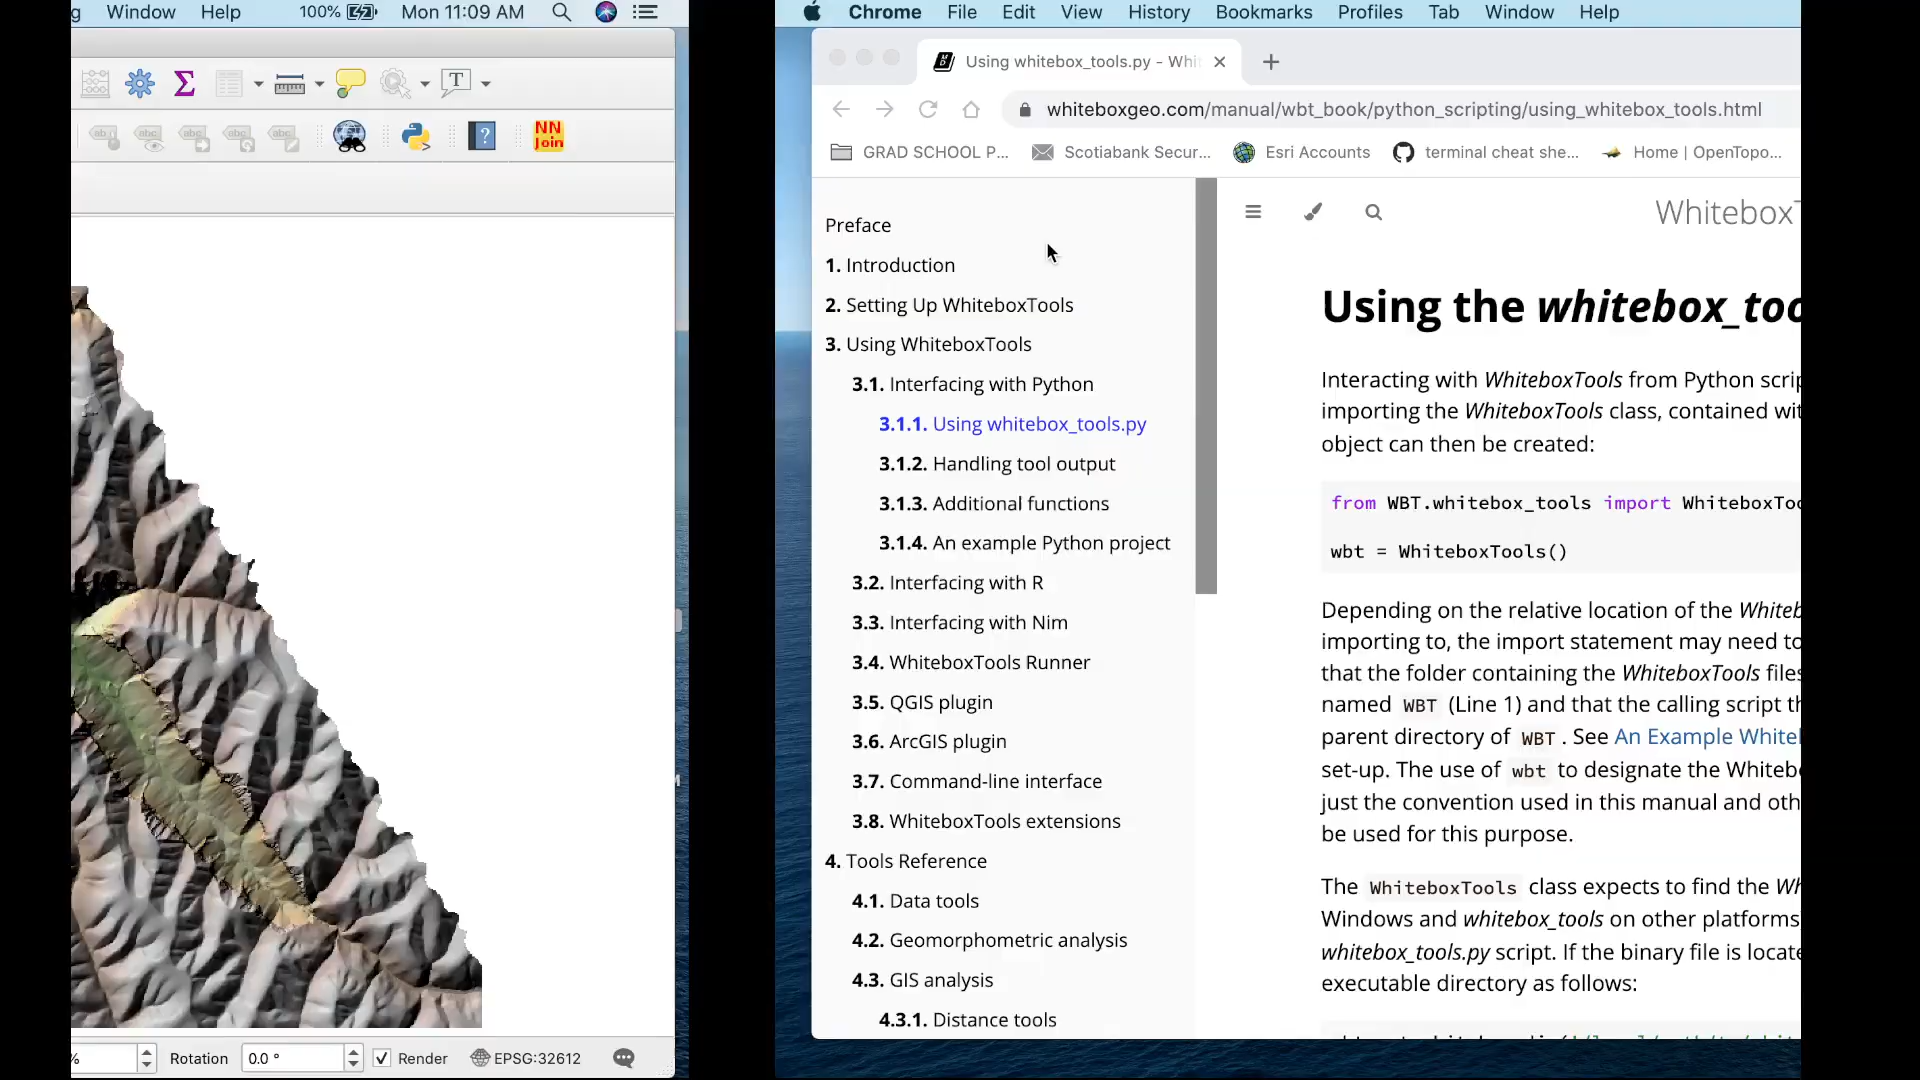 g Window Help 100% Mon 11:09 AM
T
abc abc abc abc ? NN
Join
% Rotation 0.0 ° Render EPSG:32612
Chrome File Edit View History Bookmarks Profiles Tab Window Help
Using whitebox_tools.py - Whi
whiteboxgeo.com/manual/wbt_book/python_scripting/using_whitebox_tools.html
GRAD SCHOOL P... Scotiabank Secur... Esri Accounts terminal cheat she... Home | OpenTopo...
Preface
1. Introduction
2. Setting Up WhiteboxTools
3. Using WhiteboxTools
3.1. Interfacing with Python
3.1.1. Using whitebox_tools.py
3.1.2. Handling tool output
3.1.3. Additional functions
3.1.4. An example Python project
3.2. Interfacing with R
3.3. Interfacing with Nim
3.4. WhiteboxTools Runner
3.5. QGIS plugin
3.6. ArcGIS plugin
3.7. Command-line interface
3.8. WhiteboxTools extensions
4. Tools Reference
4.1. Data tools
4.2. Geomorphometric analysis
4.3. GIS analysis
4.3.1. Distance tools
Whitebox
Using the whitebox_too
Interacting with WhiteboxTools from Python scrip
importing the WhiteboxTools class, contained wit
object can then be created:
from WBT.whitebox_tools import WhiteboxToo
wbt = WhiteboxTools()
Depending on the relative location of the Whiteb
importing to, the import statement may need to
that the folder containing the WhiteboxTools files
named WBT (Line 1) and that the calling script th
parent directory of WBT . See An Example White
set-up. The use of wbt to designate the Whitebo
just the convention used in this manual and oth
be used for this purpose.
The WhiteboxTools class expects to find the Wh
Windows and whitebox_tools on other platforms
whitebox_tools.py script. If the binary file is locate
executable directory as follows: